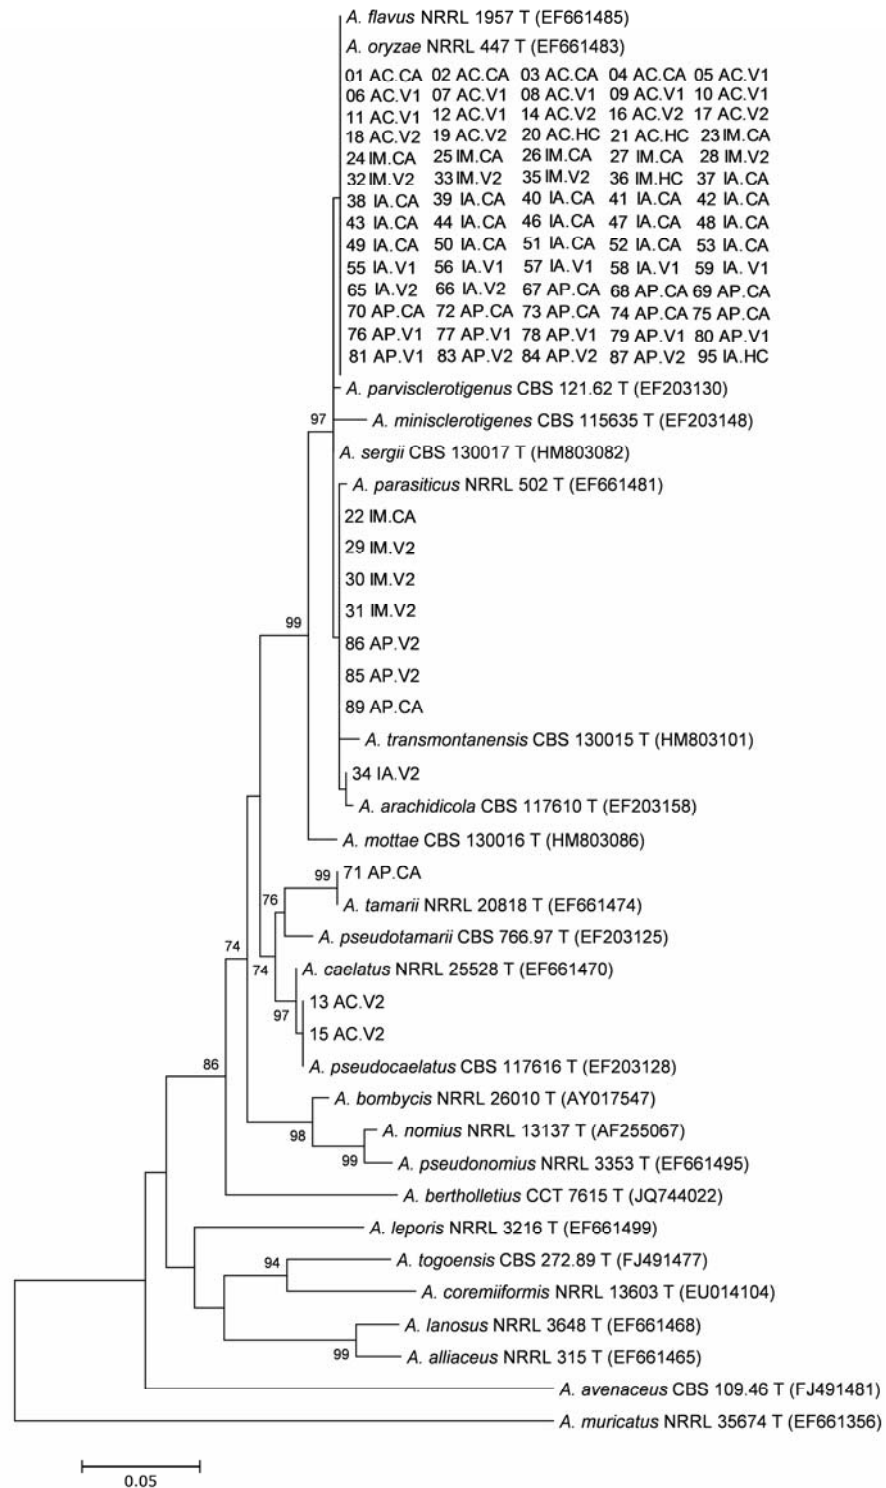 A. flavus NRRL 1957 T (EF661485)
A. oryzae NRRL 447 T (EF661483)
01 AC.CA 02 AC.CA 03 AC.CA 04 AC.CA 05 AC.V1
06 AC.V1 07 AC.V1 08 AC.V1 09 AC.V1 10 AC.V1
11 AC.V1 12 AC.V1 14 AC.V2 16 AC.V2 17 AC.V2
18 AC.V2 19 AC.V2 20 AC.HC 21 AC.HC 23 IM.CA
24 IM.CA 25 IM.CA 26 IM.CA 27 IM.CA 28 IM.V2
32 IM.V2 33 IM.V2 35 IM.V2 36 IM.HC 37 IA.CA
38 IA.CA 39 IA.CA 40 IA.CA 41 IA.CA 42 IA.CA
43 IA.CA 44 IA.CA 46 IA.CA 47 IA.CA 48 IA.CA
49 IA.CA 50 IA.CA 51 IA.CA 52 IA.CA 53 IA.CA
55 IA.V1 56 IA.V1 57 IA.V1 58 IA.V1 59 IA.V1
65 IA.V2 66 IA.V2 67 AP.CA 68 AP.CA 69 AP.CA
70 AP.CA 72 AP.CA 73 AP.CA 74 AP.CA 75 AP.CA
76 AP.V1 77 AP.V1 78 AP.V1 79 AP.V1 80 AP.V1
81 AP.V1 83 AP.V2 84 AP.V2 87 AP.V2 95 IA.HC
A. parvisclerotigenus CBS 121.62 T (EF203130)
97
A. minisclerotigenes CBS 115635 T (EF203148)
A. sergii CBS 130017 T (HM803082)
A. parasiticus NRRL 502 T (EF661481)
22 IM.CA
29 IM.V2
30 IM.V2
31 IM.V2
99
86 AP.V2
85 AP.V2
89 AP.CA
A. transmontanensis CBS 130015 T (HM803101)
34 IA.V2
A. arachidicola CBS 117610 T (EF203158)
A. mottae CBS 130016 T (HM803086)
99
71 AP.CA
76
A. tamarii NRRL 20818 T (EF661474)
A. pseudotamarii CBS 766.97 T (EF203125)
74
74
A. caelatus NRRL 25528 T (EF661470)
13 AC.V2
97
15 AC.V2
86
A. pseudocaelatus CBS 117616 T (EF203128)
A. bombycis NRRL 26010 T (AY017547)
98
A. nomius NRRL 13137 T (AF255067)
99
A. pseudonomius NRRL 3353 T (EF661495)
A. bertholletius CCT 7615 T (JQ744022)
A. leporis NRRL 3216 T (EF661499)
94
A. togoensis CBS 272.89 T (FJ491477)
A. coremiiformis NRRL 13603 T (EU014104)
A. lanosus NRRL 3648 T (EF661468)
99
A. alliaceus NRRL 315 T (EF661465)
A. avenaceus CBS 109.46 T (FJ491481)
A. muricatus NRRL 35674 T (EF661356)
0.05